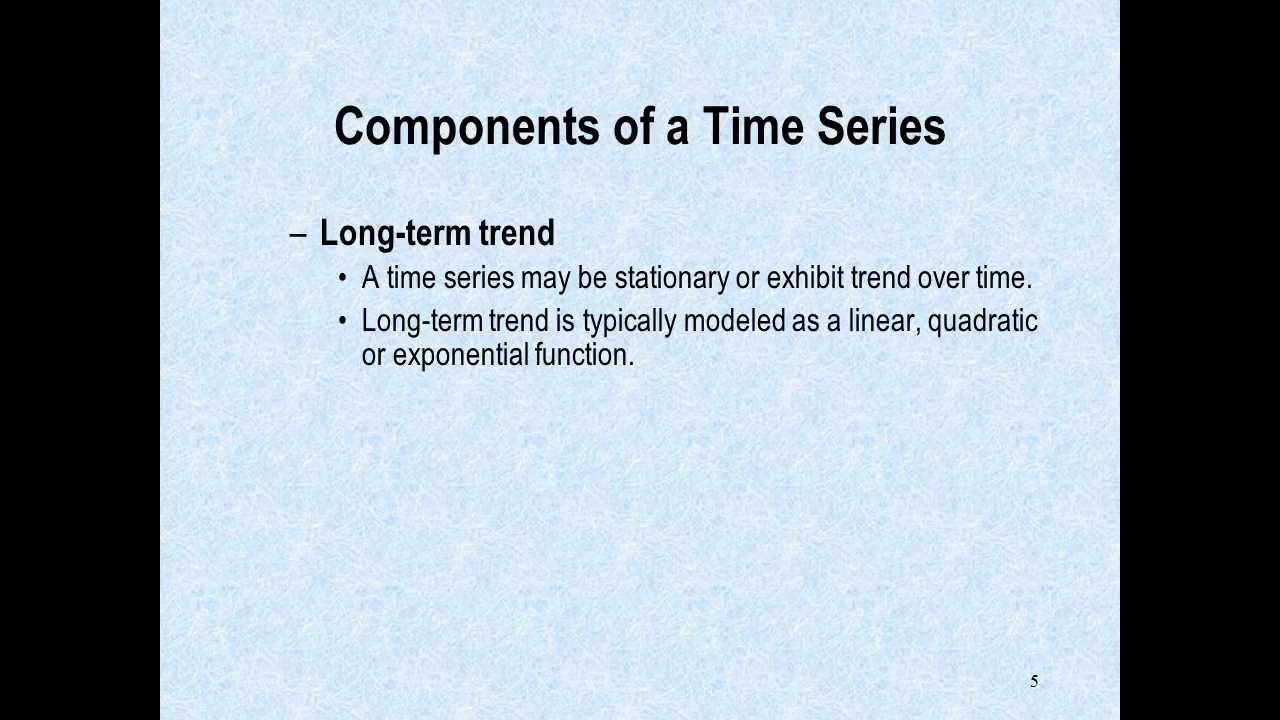 Components of a Time Series
– Long-term trend
• A time series may be stationary or exhibit trend over time.
• Long-term trend is typically modeled as a linear, quadratic
or exponential function.
5